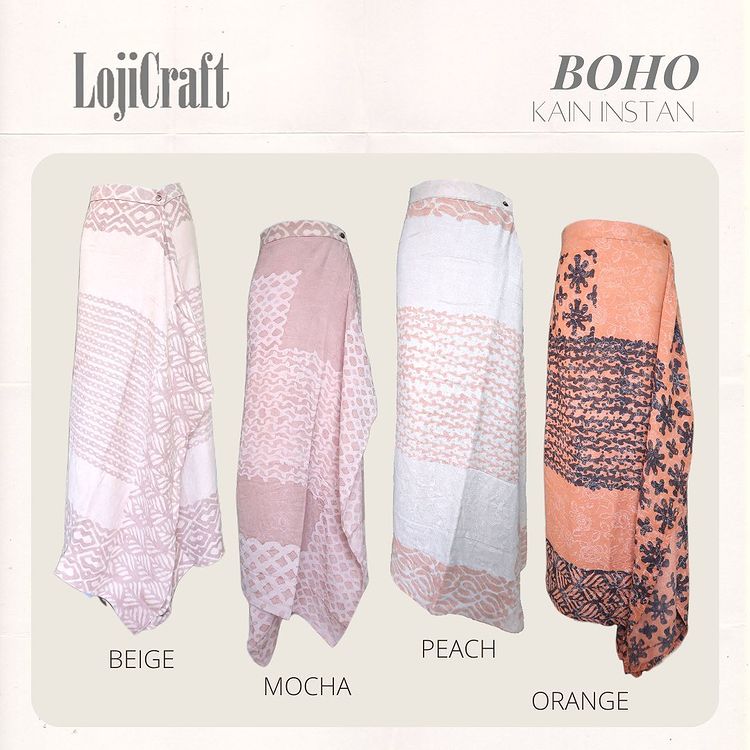 LojiCraft
BOHO
KAIN INSTAN
BEIGE
MOCHA
PEACH
ORANGE